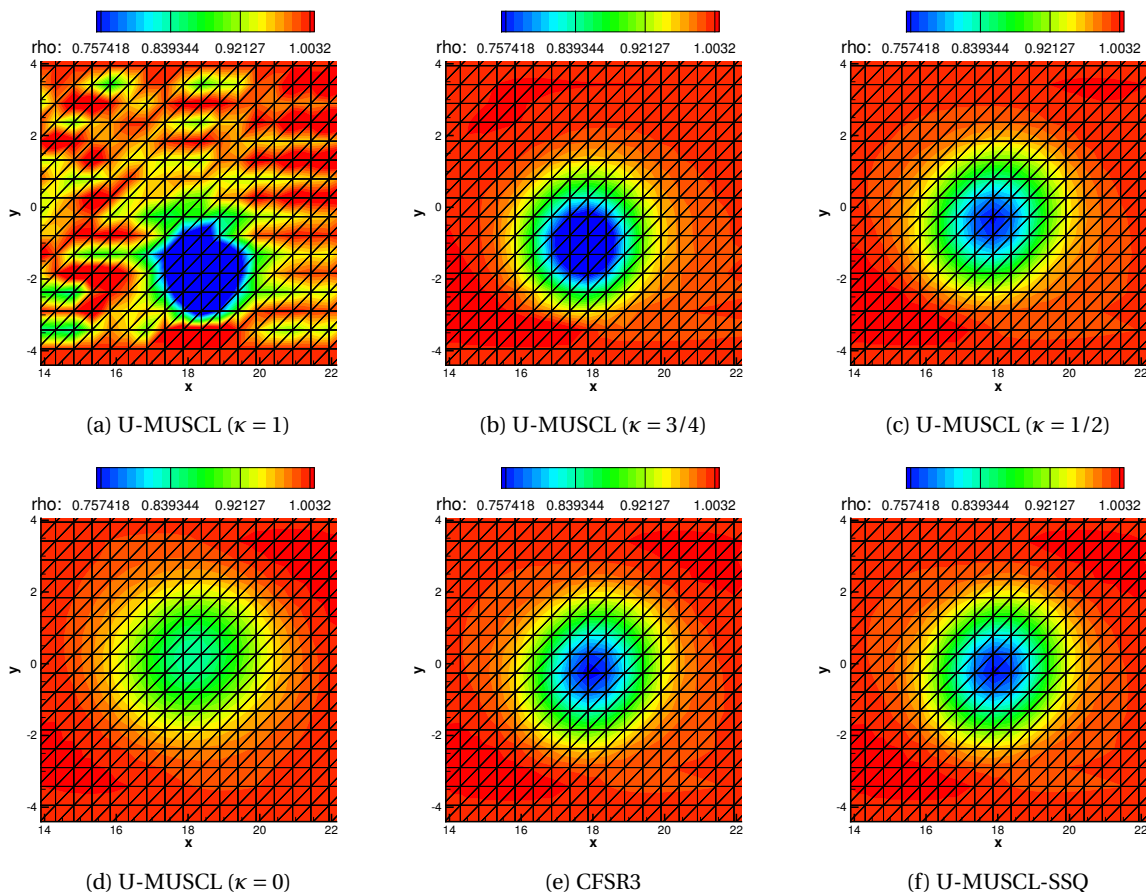 rho: 0.757418 0.839344 0.92127 1.0032
rho: 0.757418 0.839344 0.92127 1.0032
rho: 0.757418 0.839344 0.92127 1.0032
4
2
0
-2
-4
y
14 16 18 20 22
x
4
2
0
-2
-4
y
14 16 18 20 22
x
4
2
0
-2
-4
y
14 16 18 20 22
x
(a) U-MUSCL (κ = 1)
(b) U-MUSCL (κ = 3/4)
(c) U-MUSCL (κ = 1/2)
rho: 0.757418 0.839344 0.92127 1.0032
rho: 0.757418 0.839344 0.92127 1.0032
rho: 0.757418 0.839344 0.92127 1.0032
4
2
0
-2
-4
y
14 16 18 20 22
x
4
2
0
-2
-4
y
14 16 18 20 22
x
4
2
0
-2
-4
y
14 16 18 20 22
x
(d) U-MUSCL (κ = 0)
(e) CFSR3
(f) U-MUSCL-SSQ